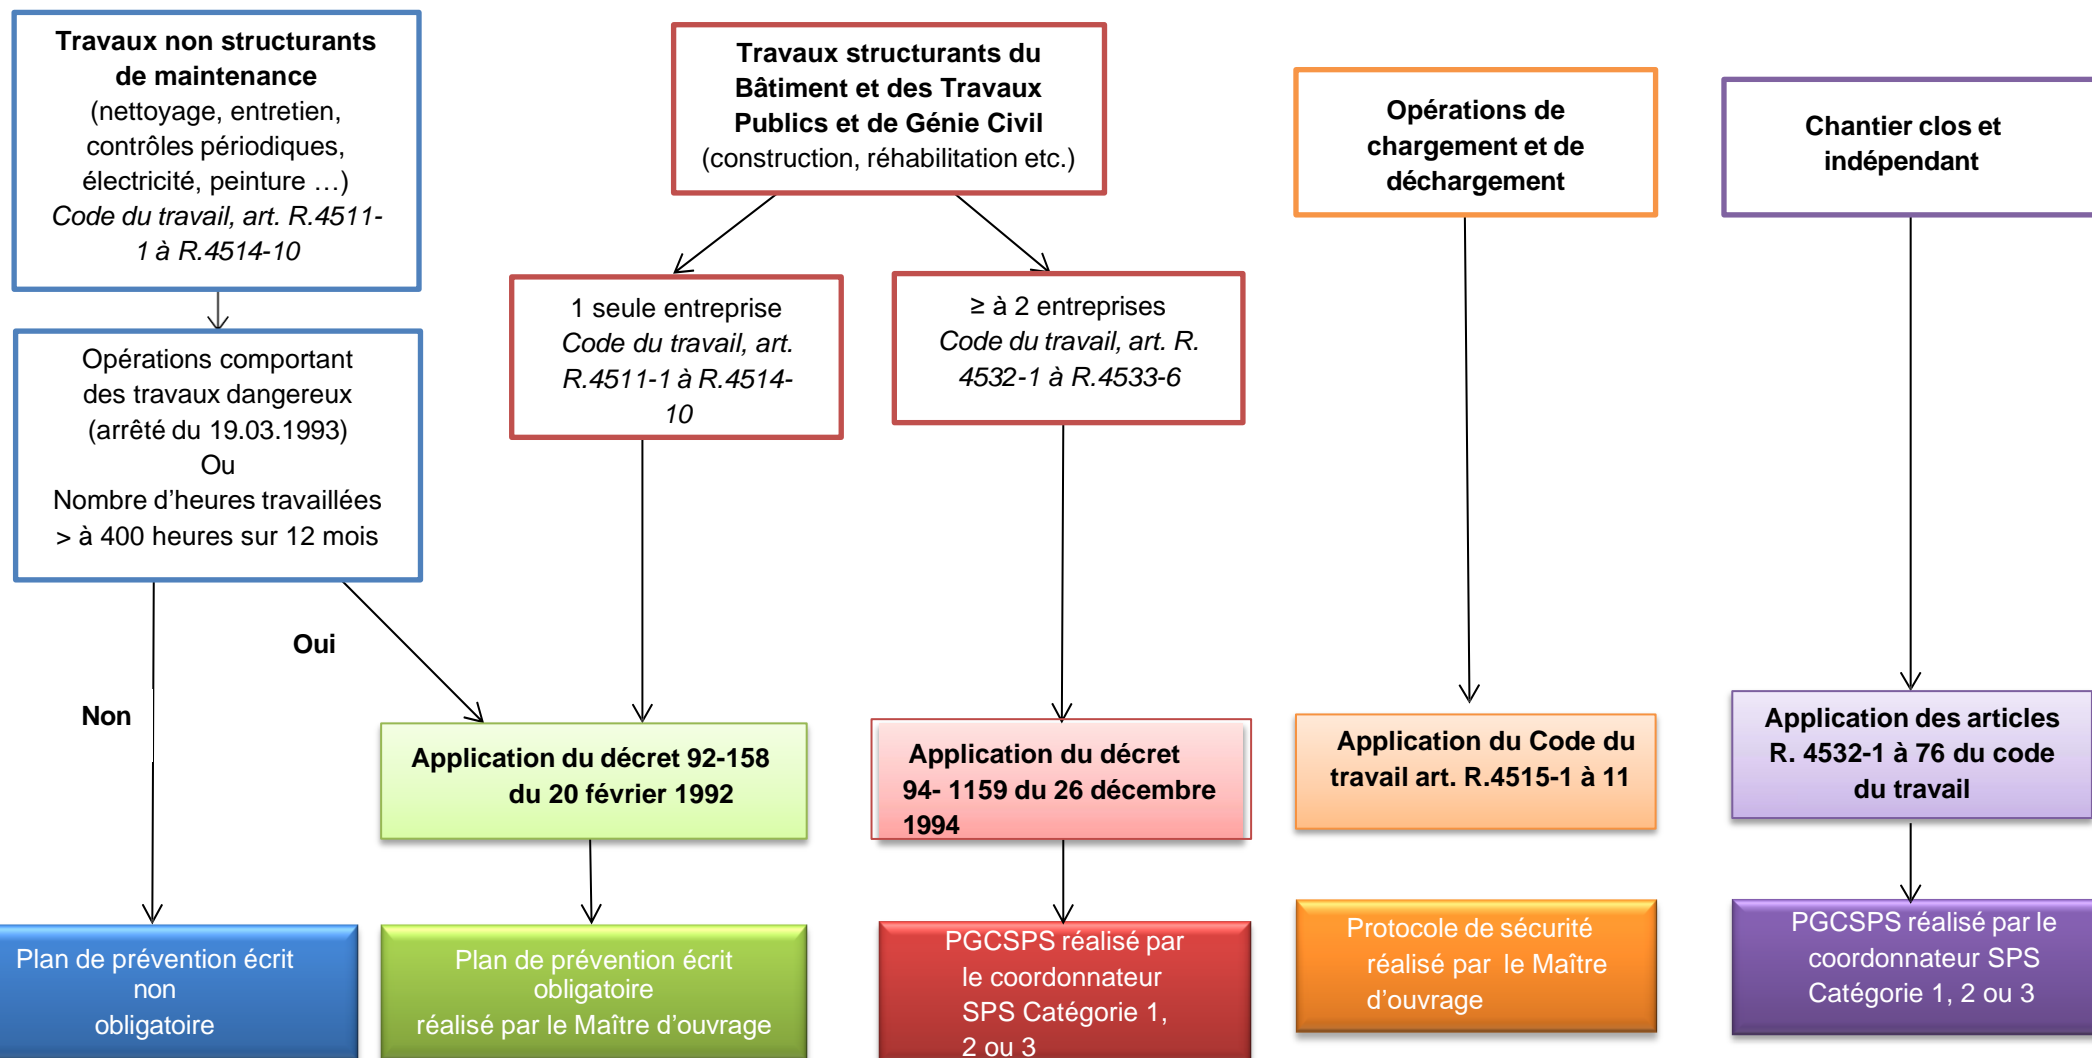 Travaux non structurants
de maintenance
(nettoyage, entretien,
contrôles périodiques,
électricité, peinture …)
Code du travail, art. R.4511-
1 à R.4514-10
Travaux structurants du
Bâtiment et des Travaux
Publics et de Génie Civil
(construction, réhabilitation etc.)
Opérations de
chargement et de
déchargement
Chantier clos et
indépendant
Opérations comportant
des travaux dangereux
(arrêté du 19.03.1993)
Ou
Nombre d’heures travaillées
> à 400 heures sur 12 mois
1 seule entreprise
Code du travail, art.
R.4511-1 à R.4514-
10
≥ à 2 entreprises
Code du travail, art. R.
4532-1 à R.4533-6
Oui
Non
Application du décret 92-158
du 20 février 1992
Application du décret
94- 1159 du 26 décembre
1994
Application du Code du
travail art. R.4515-1 à 11
Application des articles
R. 4532-1 à 76 du code
du travail
Plan de prévention écrit
non
obligatoire
Plan de prévention écrit
obligatoire
réalisé par le Maître d’ouvrage
PGCSPS réalisé par
le coordonnateur
SPS Catégorie 1,
2 ou 3
Protocole de sécurité
réalisé par le Maître
d’ouvrage
PGCSPS réalisé par le
coordonnateur SPS
Catégorie 1, 2 ou 3